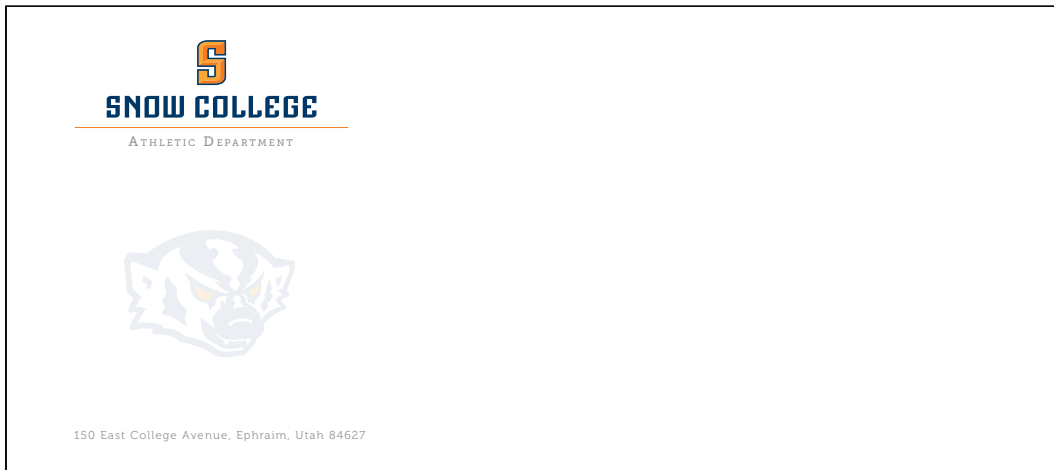 S
SNOW COLLEGE
ATHLETIC DEPARTMENT
150 East College Avenue, Ephraim, Utah 84627